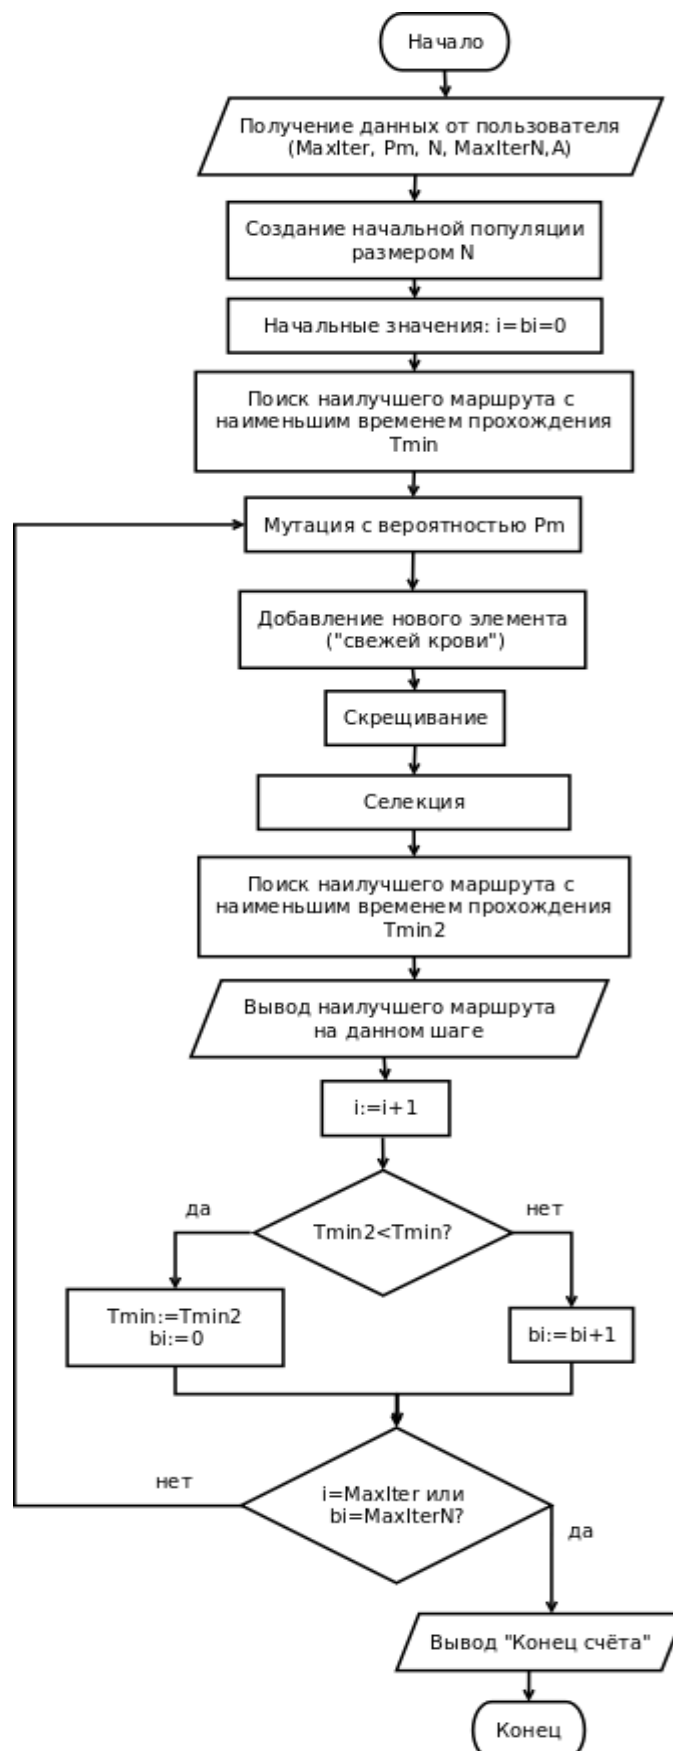 Начало
Получение данных от пользователя
(MaxIter, Pm, N, MaxIterN,A)
Создание начальной популяции
размером N
Начальные значения: i=bi=0
Поиск наилучшего маршрута с
наименьшим временем прохождения
Tmin
Мутация с вероятностью Pm
Добавление нового элемента
("свежей крови")
Скрещивание
Селекция
Поиск наилучшего маршрута с
наименьшим временем прохождения
Tmin2
Вывод наилучшего маршрута
на данном шаге
i:=i+1
да
нет
Tmin2<Tmin?
Tmin:=Tmin2
bi:=0
bi:=bi+1
нет
i=MaxIter или
bi=MaxIterN?
да
Вывод "Конец счёта"
Конец